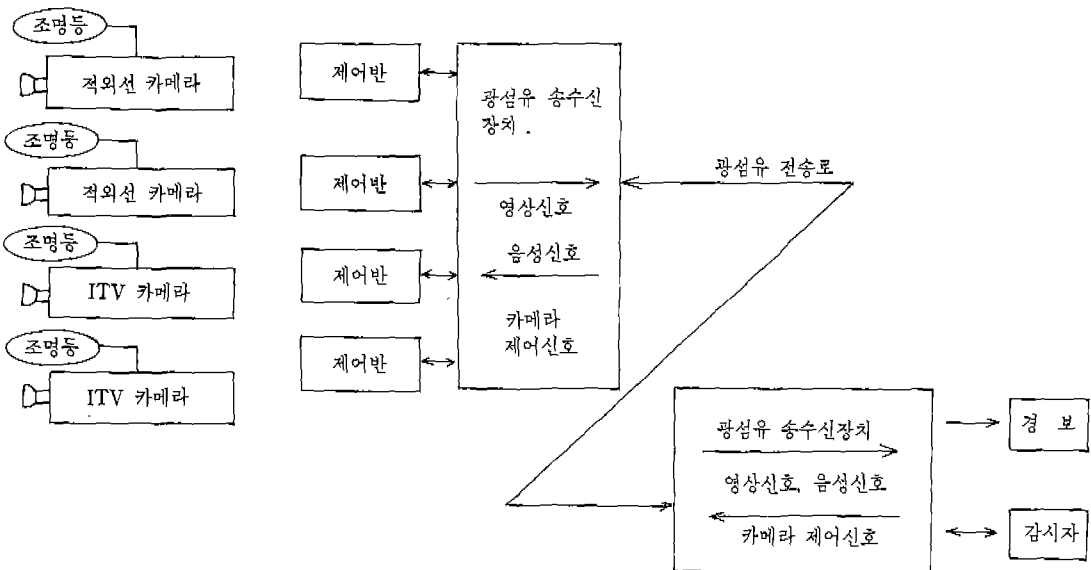 조명등
적외선 카메라
조명등
적외선 카메라
조명등
ITV 카메라
조명등
ITV 카메라
제어반
제어반
제어반
제어반
광섬유 송수신
장치.
영상신호
음성신호
카메라
제어신호
광섬유 전송로
광섬유 송수신장치
영상신호, 음성신호
카메라 제어신호
경 보
감시자